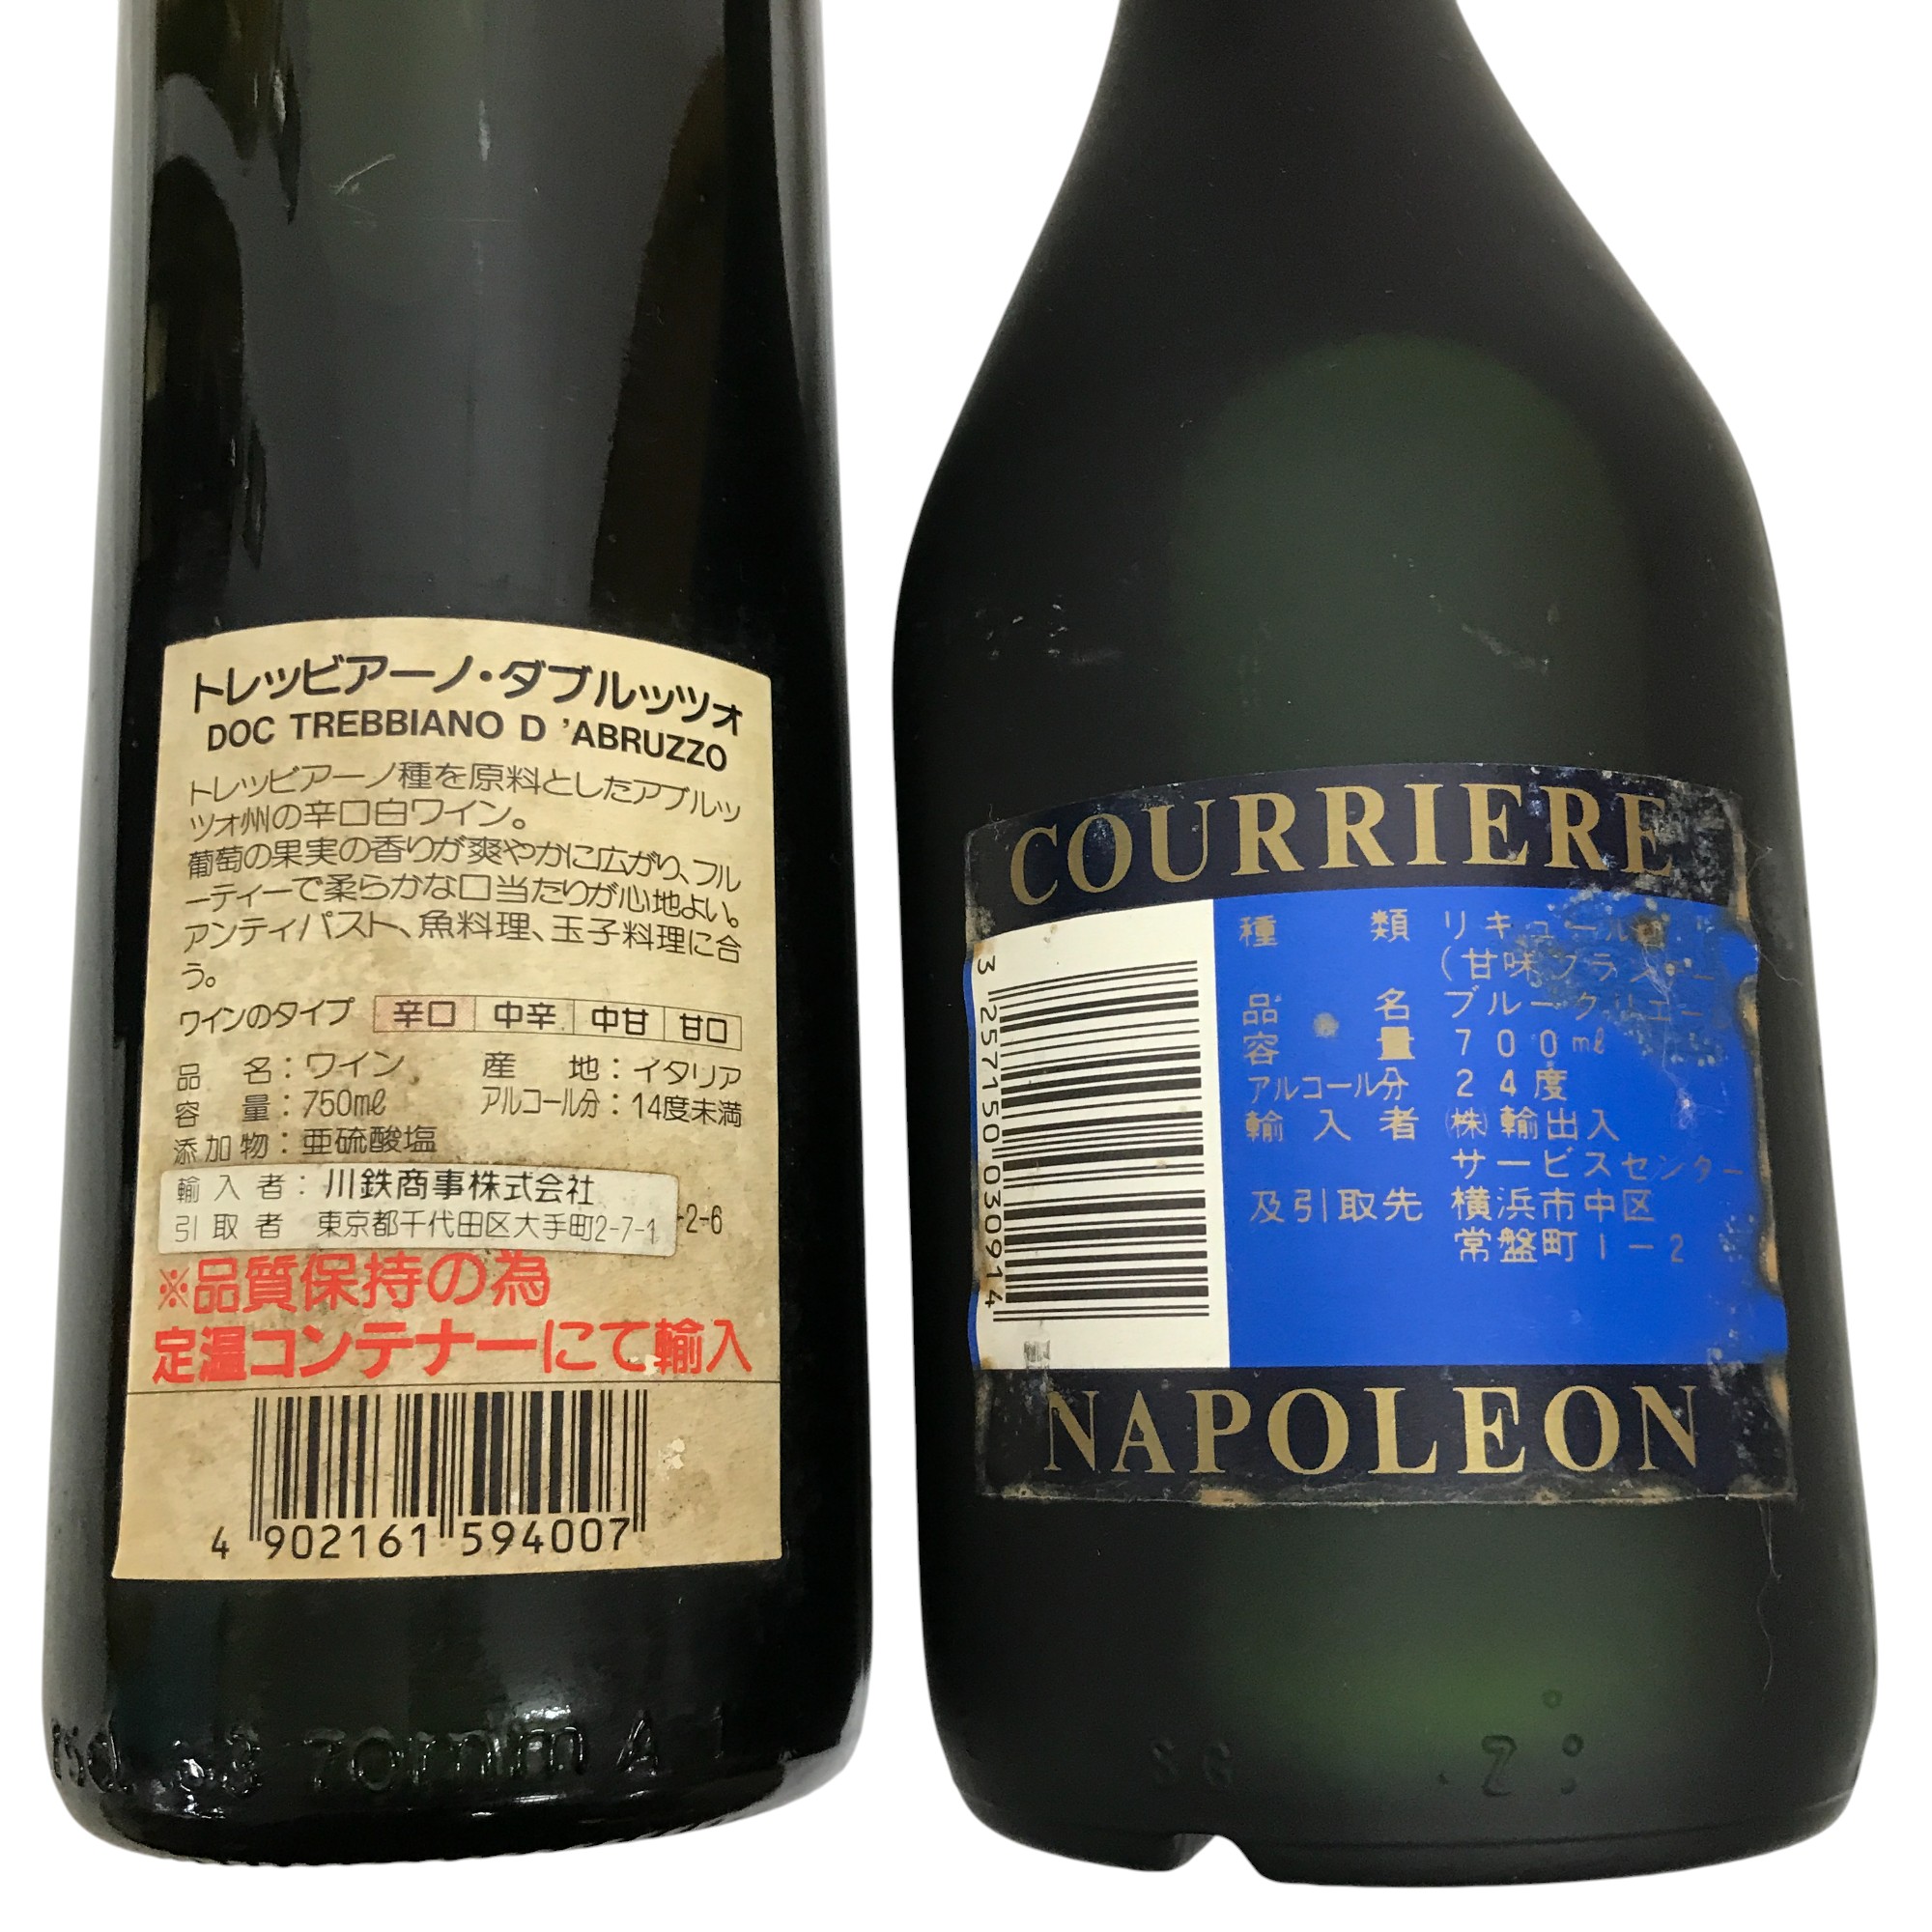 トレッビアーノ・ダブルッツォ
DOC TREBBIANO D 'ABRUZZO
トレッビアーノ種を原料としたアブルッ
ツォ州の辛口白ワイン。
葡萄の果実の香りが爽やかに広がり、フル
ーティーで柔らかな口当たりが心地よい。
アンティパスト、魚料理、玉子料理に合
う。
ワインのタイプ 辛口 中辛 中甘 甘口
品名：ワイン 産地：イタリア
容量：750mℓ アルコール分：14度未満
添加物：亜硫酸塩
輸入者：川鉄商事株式会社
引取者 東京都千代田区大手町2-7-1 -2-6
※品質保持の為
定温コンテナーにて輸入
4 902161 594007
70mm A
COURRIERE
種類 リキュール
(甘味
品名 ブルー
容量 700mℓ
アルコール分 24度
輸入者 ㈱輸出入
サービスセンター
及引取先 横浜市中区
常盤町1-2
3 257150 030914
NAPOLEON
SG 2